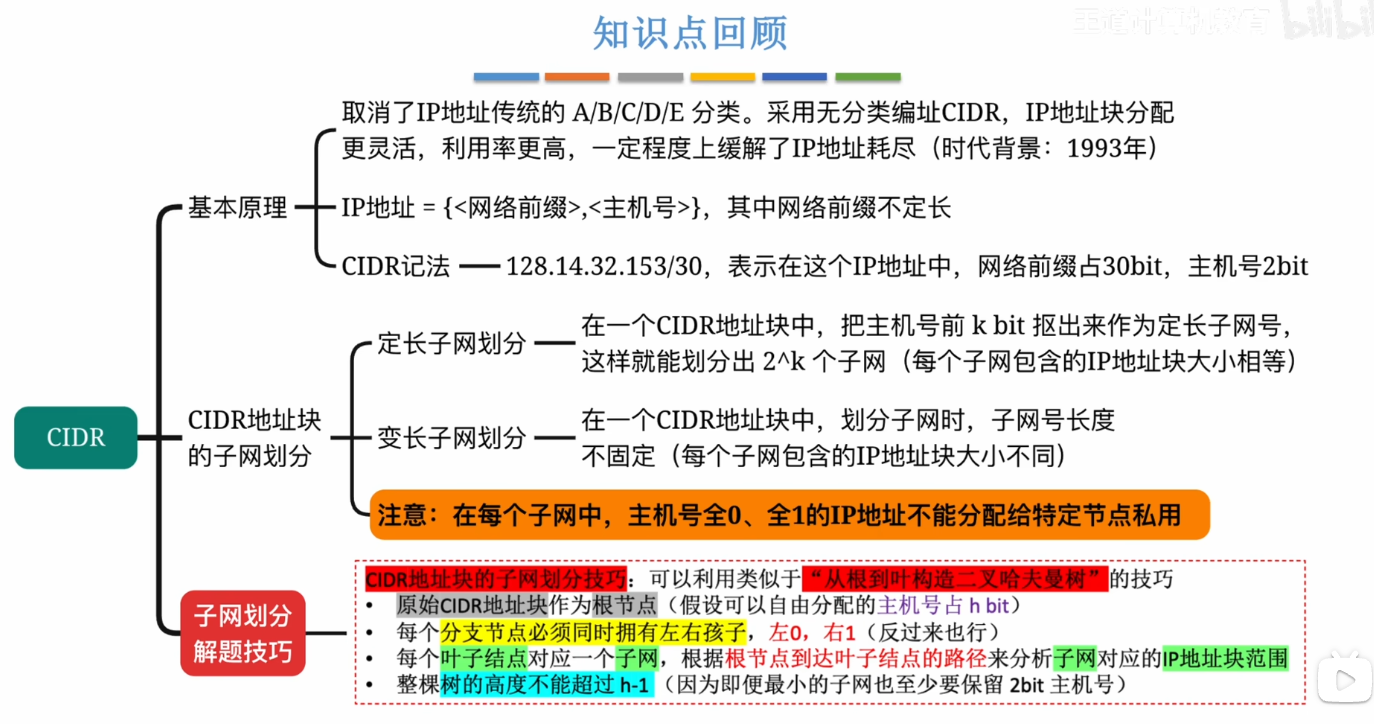 王道计算机教育
bilibili
知识点回顾
取消了IP地址传统的 A/B/C/D/E 分类。采用无分类编址CIDR，IP地址块分配
更灵活，利用率更高，一定程度上缓解了IP地址耗尽（时代背景：1993年）
基本原理
IP地址 = {<网络前缀>,<主机号>}，其中网络前缀不定长
CIDR记法
128.14.32.153/30，表示在这个IP地址中，网络前缀占30bit，主机号2bit
定长子网划分
在一个CIDR地址块中，把主机号前 k bit 抠出来作为定长子网号，
这样就能划分出 2^k 个子网（每个子网包含的IP地址块大小相等）
CIDR
CIDR地址块
的子网划分
变长子网划分
在一个CIDR地址块中，划分子网时，子网号长度
不固定（每个子网包含的IP地址块大小不同）
注意：在每个子网中，主机号全0、全1的IP地址不能分配给特定节点私用
子网划分
解题技巧
CIDR地址块的子网划分技巧：可以利用类似于“从根到叶构造二叉哈夫曼树”的技巧
• 原始CIDR地址块作为根节点（假设可以自由分配的主机号占 h bit）
• 每个分支节点必须同时拥有左右孩子，左0，右1（反过来也行）
• 每个叶子结点对应一个子网，根据根节点到达叶子结点的路径来分析子网对应的IP地址块范围
• 整棵树的高度不能超过 h-1（因为即便最小的子网也至少要保留 2bit 主机号）